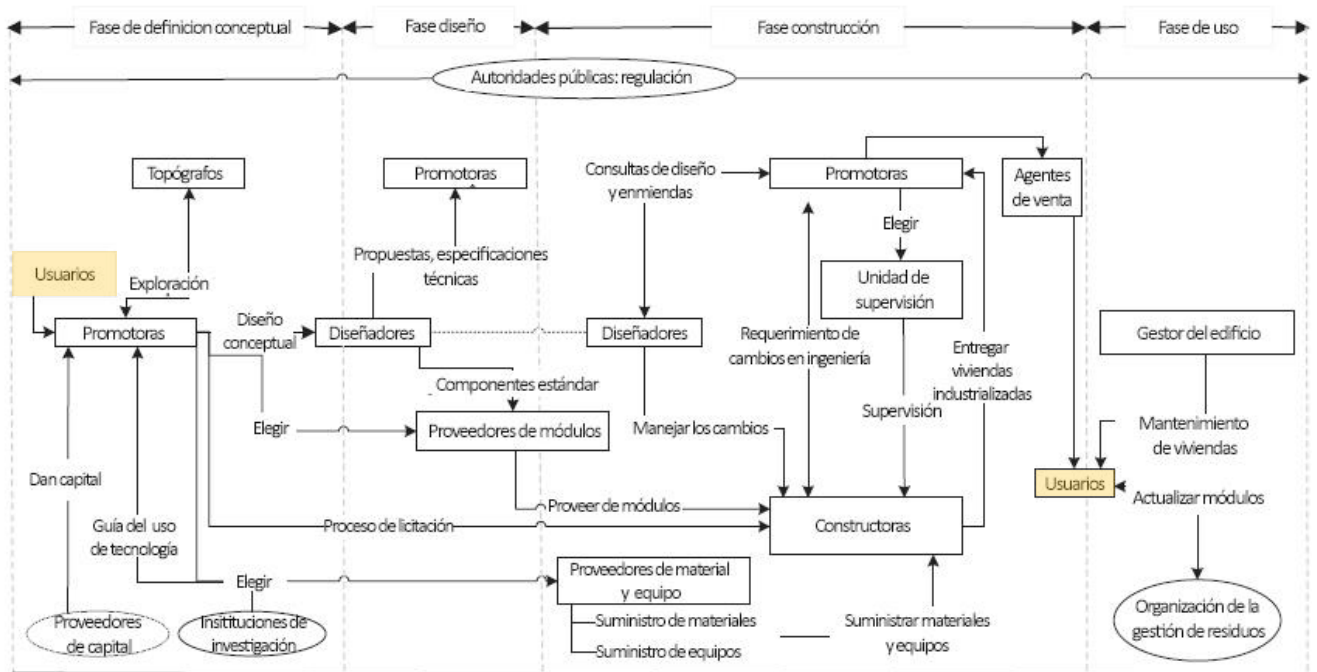 Fase de definicion conceptual
Fase diseño
Fase construcción
Fase de uso
Autoridades públicas: regulación
Topógrafos
Promotoras
Consultas de diseño
y enmiendas
Promotoras
Agentes
de venta
Elegir
Usuarios
Exploración
Propuestas, especificaciones
técnicas
Unidad de
supervisión
Promotoras
Diseño
conceptual
Diseñadores
Diseñadores
Requerimiento de
cambios en ingeniería
Entregar
viviendas
industrializadas
Gestor del edificio
Componentes estándar
Elegir
Proveedores de módulos
Manejar los cambios
Supervisión
Mantenimiento
de viviendas
Dan capital
Usuarios
Actualizar módulos
Guía del uso
de tecnología
Proceso de licitación
Proveer de módulos
Constructoras
Elegir
Proveedores de material
y equipo
Proveedores
de capital
Insitituciones de
investigación
Suministro de materiales
Suministro de equipos
Suministrar materiales
y equipos
Organización de la
gestión de residuos